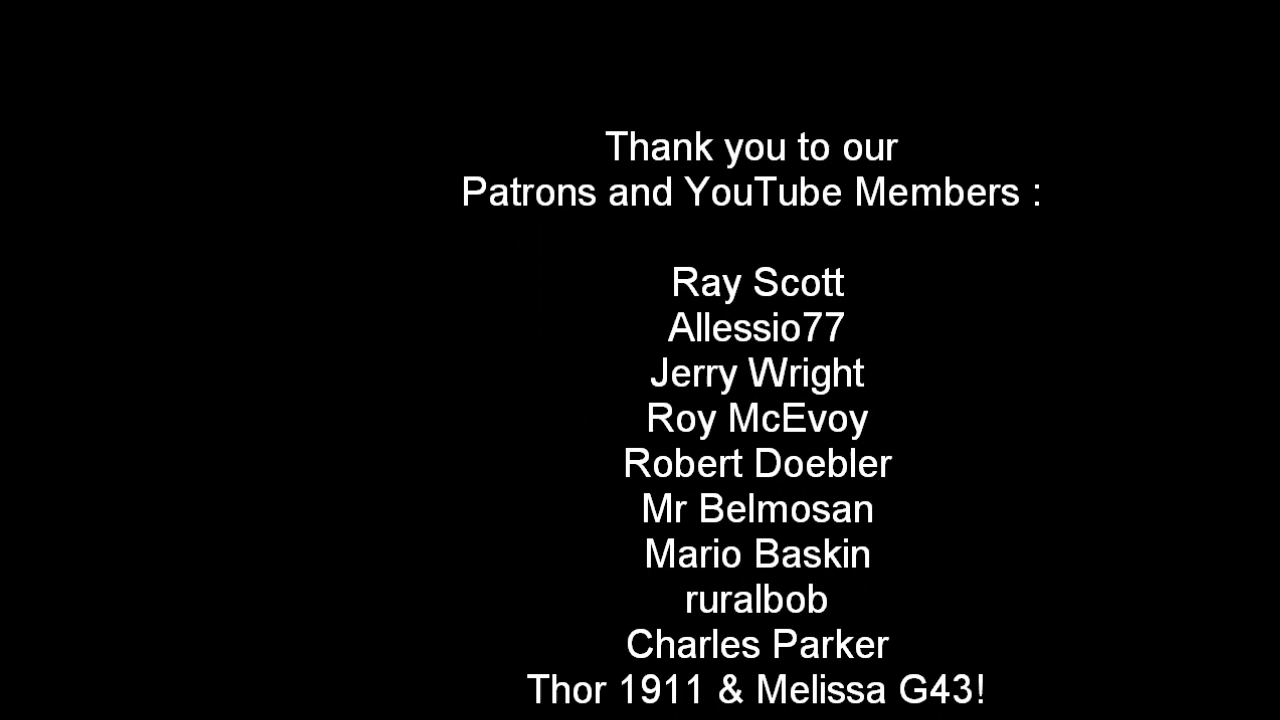 Thank you to our
Patrons and YouTube Members :
Ray Scott
Allessio77
Jerry Wright
Roy McEvoy
Robert Doebler
Mr Belmosan
Mario Baskin
ruralbob
Charles Parker
Thor 1911 & Melissa G43!